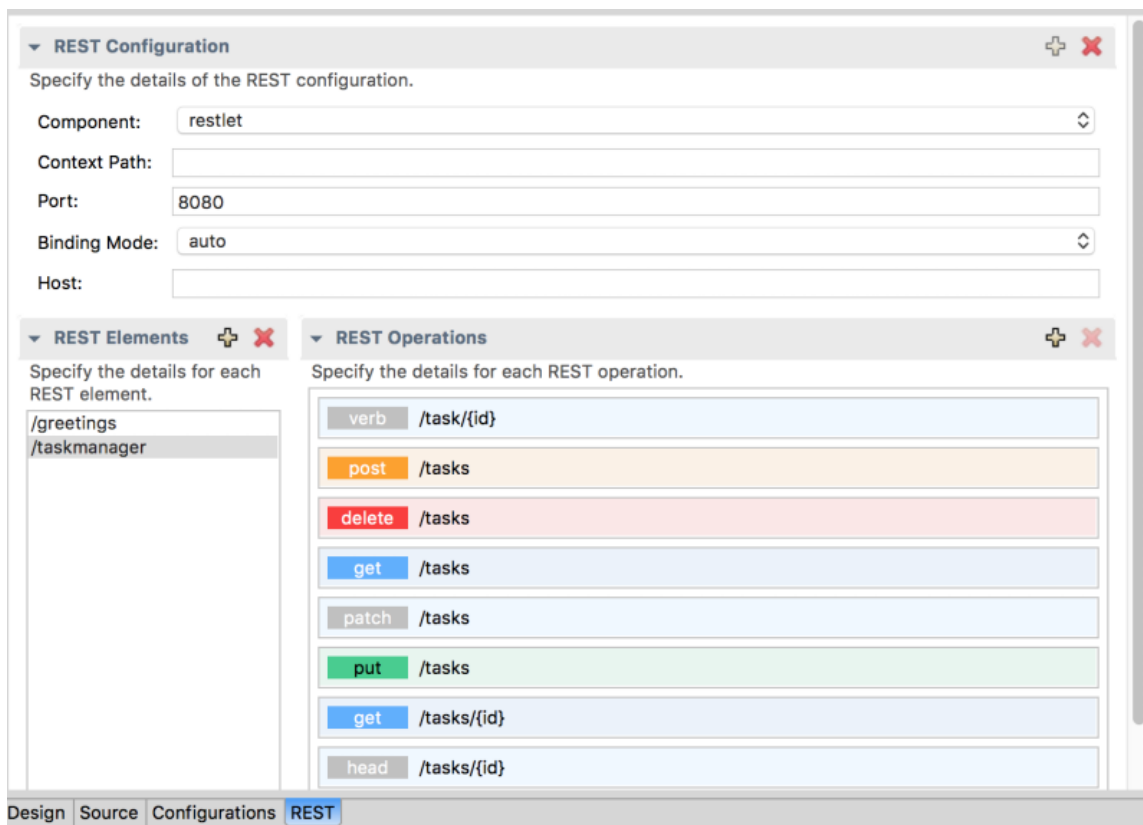 REST Configuration
Specify the details of the REST configuration.
Component: restlet
Context Path:
Port: 8080
Binding Mode: auto
Host:
REST Elements
Specify the details for each
REST element.
/greetings
/taskmanager
REST Operations
Specify the details for each REST operation.
verb /task/{id}
post /tasks
delete /tasks
get /tasks
patch /tasks
put /tasks
get /tasks/{id}
head /tasks/{id}
Design Source Configurations REST